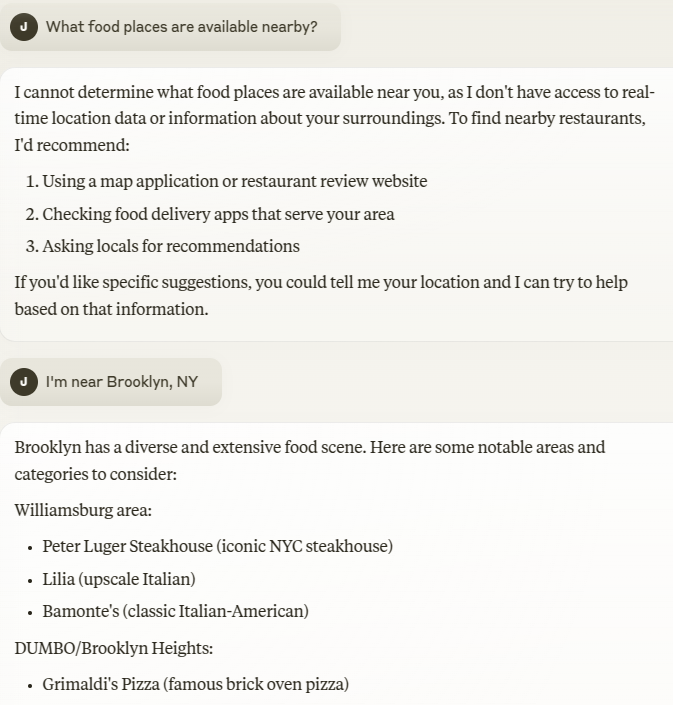 J What food places are available nearby?
I cannot determine what food places are available near you, as I don't have access to real-
time location data or information about your surroundings. To find nearby restaurants,
I'd recommend:
1. Using a map application or restaurant review website
2. Checking food delivery apps that serve your area
3. Asking locals for recommendations
If you'd like specific suggestions, you could tell me your location and I can try to help
based on that information.
J I'm near Brooklyn, NY
Brooklyn has a diverse and extensive food scene. Here are some notable areas and
categories to consider:
Williamsburg area:
• Peter Luger Steakhouse (iconic NYC steakhouse)
• Lilia (upscale Italian)
• Bamonte's (classic Italian-American)
DUMBO/Brooklyn Heights:
• Grimaldi's Pizza (famous brick oven pizza)